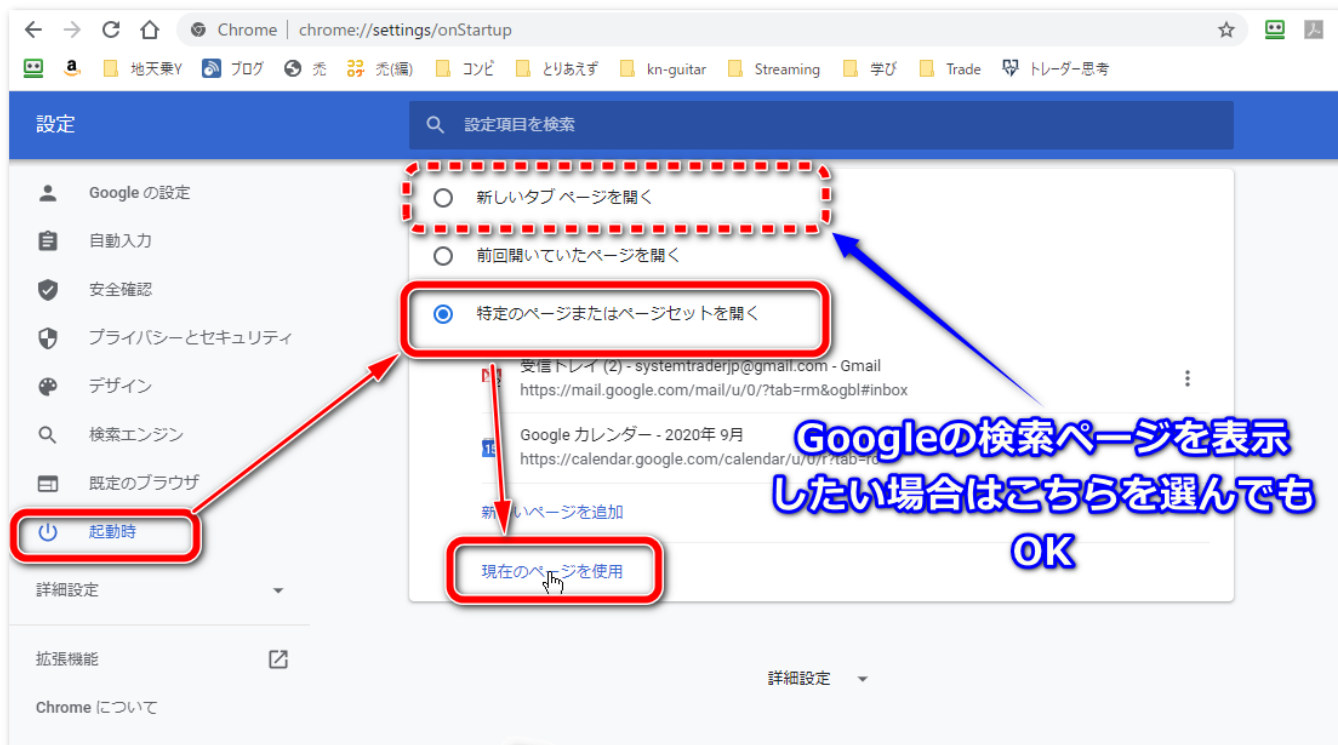 Chrome | chrome://settings/onStartup
地天乗Y ブログ 禿 禿(編) コンビ とりあえず kn-guitar Streaming 学び Trade トレーダー思考
設定
設定項目を検索
Google の設定
自動入力
安全確認
プライバシーとセキュリティ
デザイン
検索エンジン
既定のブラウザ
起動時
詳細設定
拡張機能
Chrome について
新しいタブ ページを開く
前回開いていたページを開く
特定のページまたはページセットを開く
受信トレイ (2) - systemtraderjp@gmail.com - Gmail
https://mail.google.com/mail/u/0/?tab=rm&ogbl#inbox
Google カレンダー - 2020年 9月
https://calendar.google.com/calendar/u/0/r?tab=rc
新しいページを追加
現在のページを使用
Googleの検索ページを表示
したい場合はこちらを選んでも
OK
詳細設定